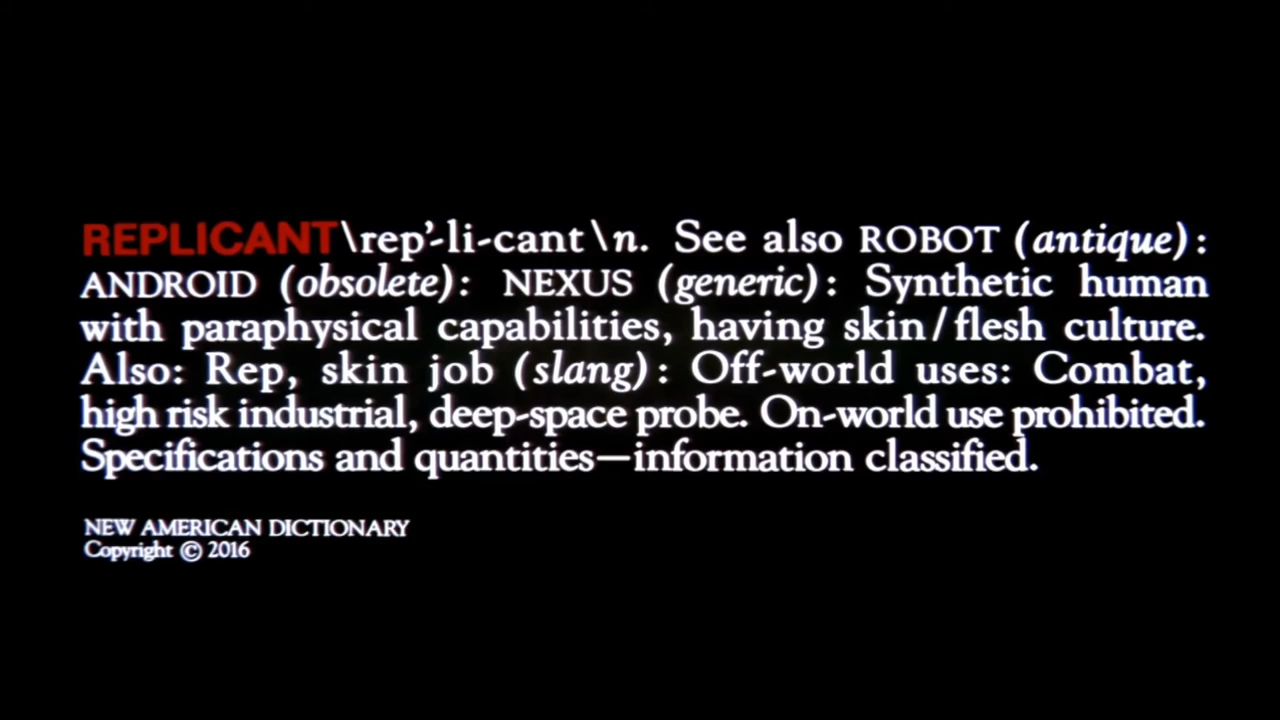 REPLICANT\rep’-li-cant\n. See also ROBOT (antique):
ANDROID (obsolete): NEXUS (generic): Synthetic human
with paraphysical capabilities, having skin/flesh culture.
Also: Rep, skin job (slang): Off-world uses: Combat,
high risk industrial, deep-space probe. On-world use prohibited.
Specifications and quantities—information classified.
NEW AMERICAN DICTIONARY
Copyright © 2016